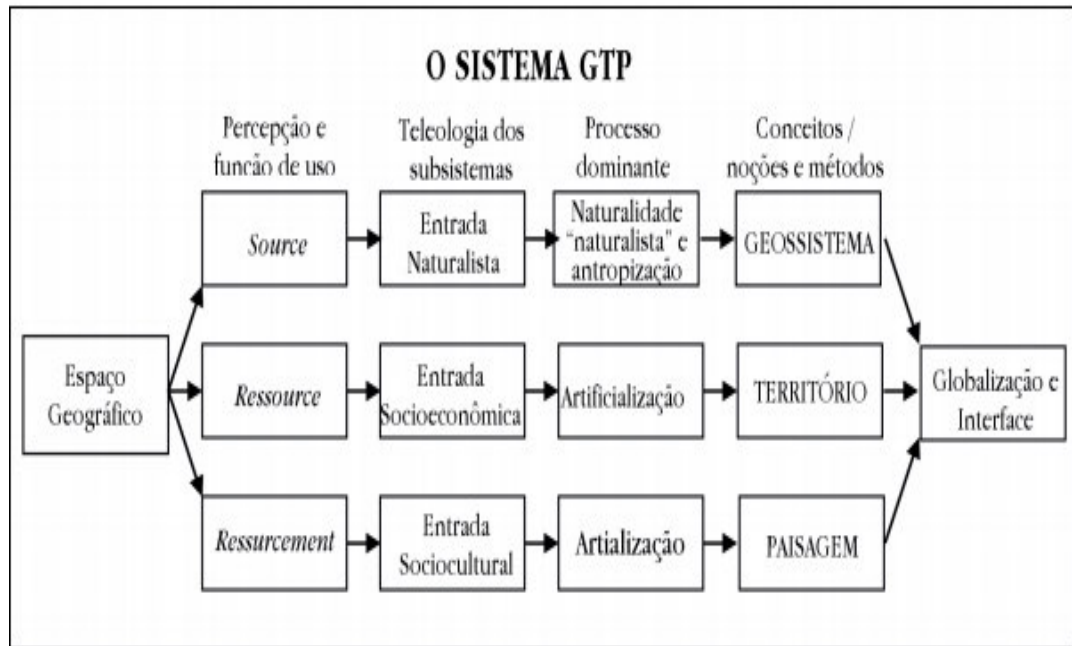 O SISTEMA GTP
Percepção e
função de uso
Teleologia dos
subsistemas
Processo
dominante
Conceitos /
noções e métodos
Source
Entrada
Naturalista
Naturalidade
“naturalista” e
antropização
GEOSSISTEMA
Espaço
Geográfico
Ressource
Entrada
Socioeconômica
Artificialização
TERRITÓRIO
Globalização e
Interface
Ressurcement
Entrada
Sociocultural
Artialização
PAISAGEM